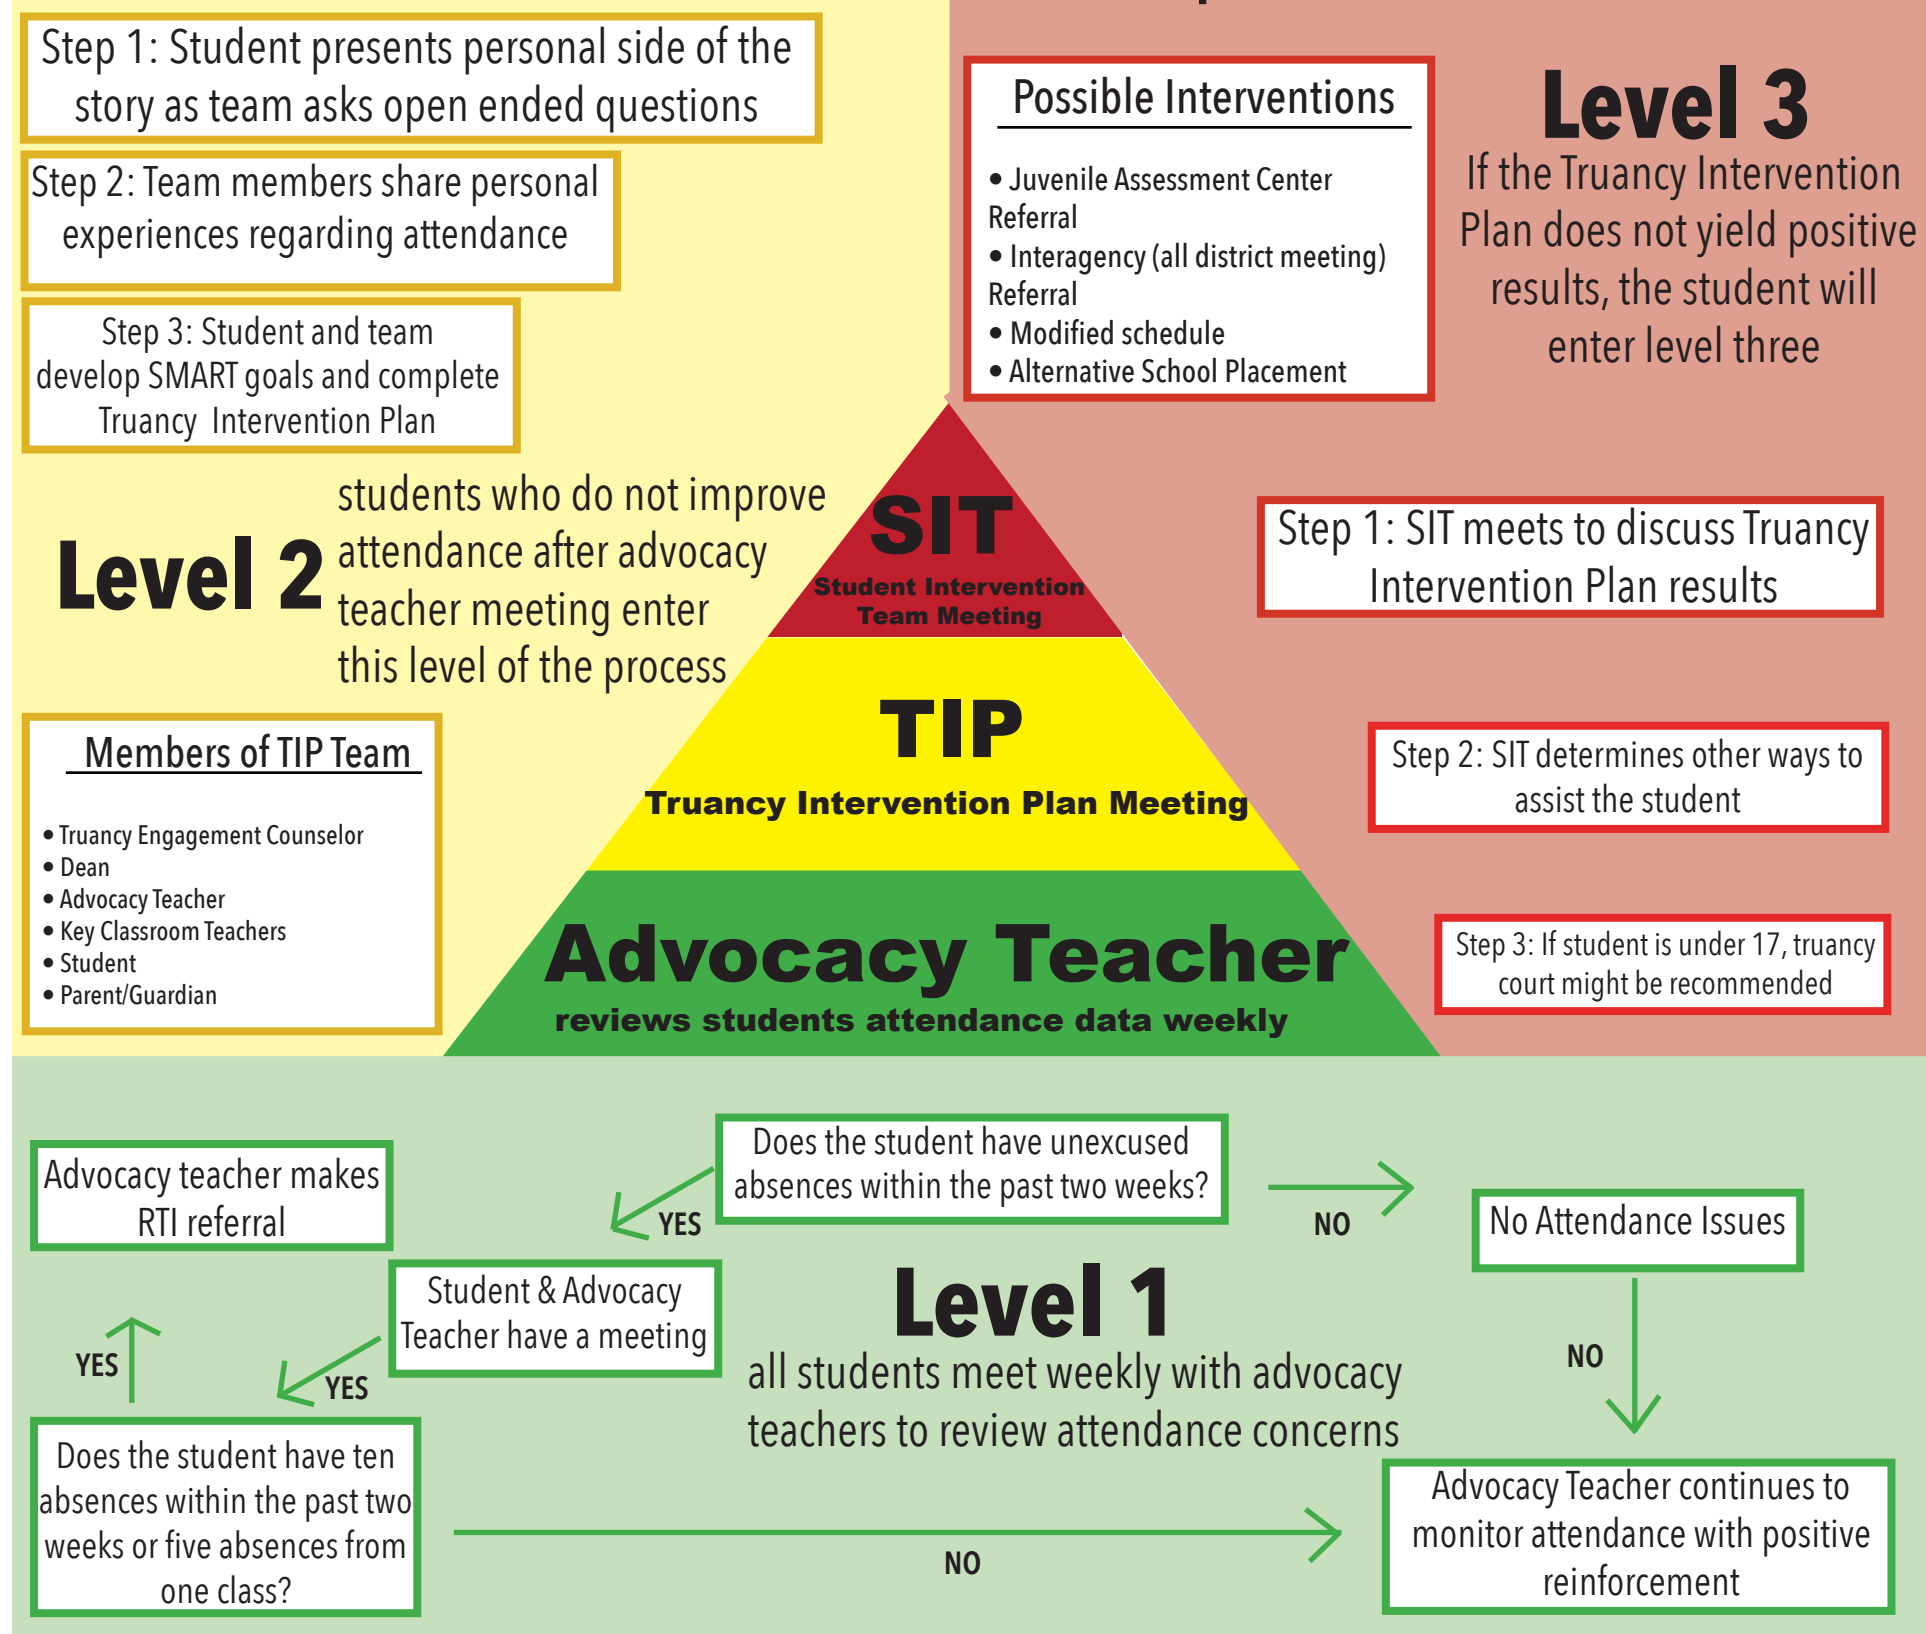 Step 1: Student presents personal side of the
story as team asks open ended questions
Step 2: Team members share personal
experiences regarding attendance
Step 3: Student and team
develop SMART goals and complete
Truancy Intervention Plan
Level 2
students who do not improve
attendance after advocacy
teacher meeting enter
this level of the process
Members of TIP Team
• Truancy Engagement Counselor
• Dean
• Advocacy Teacher
• Key Classroom Teachers
• Student
• Parent/Guardian
Possible Interventions
• Juvenile Assessment Center
Referral
• Interagency (all district meeting)
Referral
• Modified schedule
• Alternative School Placement
Level 3
If the Truancy Intervention
Plan does not yield positive
results, the student will
enter level three
Step 1: SIT meets to discuss Truancy
Intervention Plan results
Step 2: SIT determines other ways to
assist the student
Step 3: If student is under 17, truancy
court might be recommended
SIT
Student Intervention
Team Meeting
TIP
Truancy Intervention Plan Meeting
Advocacy Teacher
reviews students attendance data weekly
Does the student have unexcused
absences within the past two weeks?
YES
NO
Advocacy teacher makes
RTI referral
No Attendance Issues
Student & Advocacy
Teacher have a meeting
Level 1
all students meet weekly with advocacy
teachers to review attendance concerns
YES
YES
NO
Does the student have ten
absences within the past two
weeks or five absences from
one class?
NO
Advocacy Teacher continues to
monitor attendance with positive
reinforcement